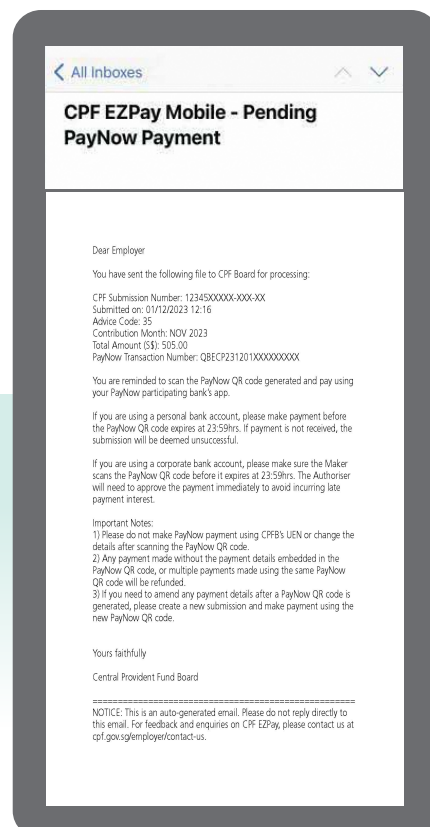 All Inboxes
CPF EZPay Mobile - Pending
PayNow Payment
Dear Employer
You have sent the following file to CPF Board for processing:
CPF Submission Number: 12345XXXXX-XXX-XX
Submitted on: 01/12/2023 12:16
Advice Code: 35
Contribution Month: NOV 2023
Total Amount (S$): 505.00
PayNow Transaction Number: QBECP231201XXXXXXXXX
You are reminded to scan the PayNow QR code generated and pay using
your PayNow participating bank's app.
If you are using a personal bank account, please make payment before
the PayNow QR code expires at 23:59hrs. If payment is not received, the
submission will be deemed unsuccessful.
If you are using a corporate bank account, please make sure the Maker
scans the PayNow QR code before it expires at 23:59hrs. The Authoriser
will need to approve the payment immediately to avoid incurring late
payment interest.
Important Notes:
1) Please do not make PayNow payment using CPFB's UEN or change the
details after scanning the PayNow QR code.
2) Any payment made without the payment details embedded in the
PayNow QR code, or multiple payments made using the same PayNow
QR code will be refunded.
3) If you need to amend any payment details after a PayNow QR code is
generated, please create a new submission and make payment using the
new PayNow QR code.
Yours faithfully
Central Provident Fund Board
====================================================
NOTICE: This is an auto-generated email. Please do not reply directly to
this email. For feedback and enquiries on CPF EZPay, please contact us at
cpf.gov.sg/employer/contact-us.